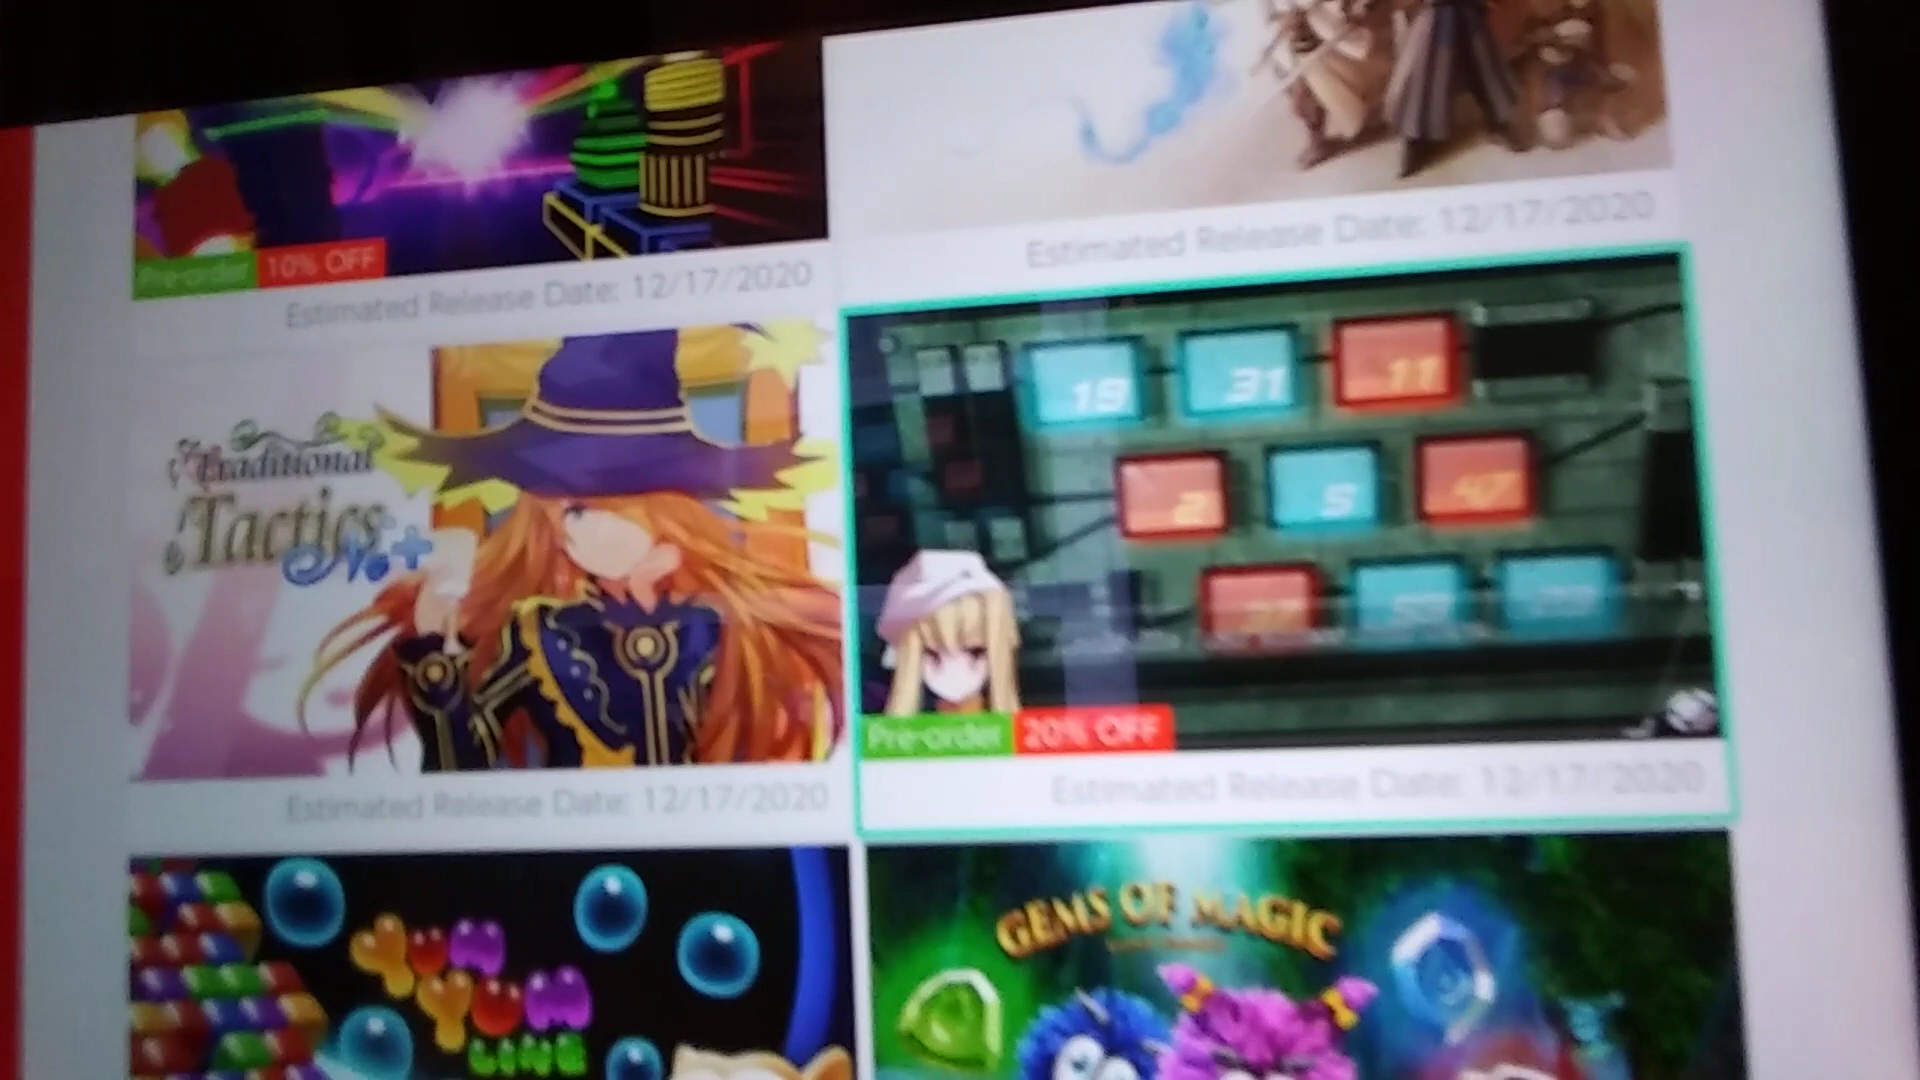 Pre-order 10% OFF
Estimated Release Date: 12/17/2020
Estimated Release Date: 12/17/2020
Traditional
Tactics
Ne+
Estimated Release Date: 12/17/2020
19 31 11
2 5 47
Pre-order 20% OFF
Estimated Release Date: 12/17/2020
LINE
GEMS OF MAGIC